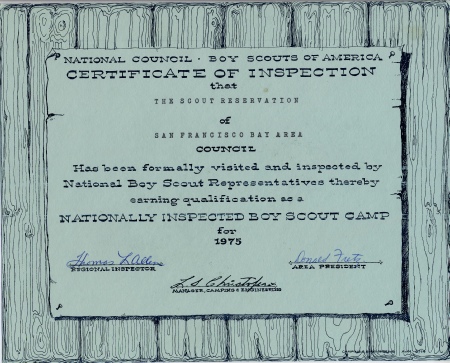 NATIONAL COUNCIL · BOY SCOUTS OF AMERICA
CERTIFICATE OF INSPECTION
that
THE SCOUT RESERVATION
of
SAN FRANCISCO BAY AREA
COUNCIL
Has been formally visited and inspected by
National Boy Scout Representatives thereby
earning qualification as a
NATIONALLY INSPECTED BOY SCOUT CAMP
for
1975
Thomas L
REGIONAL INSPECTOR
Donald
AREA PRESIDENT
MANAGER, CAMPING & ENGINEERING